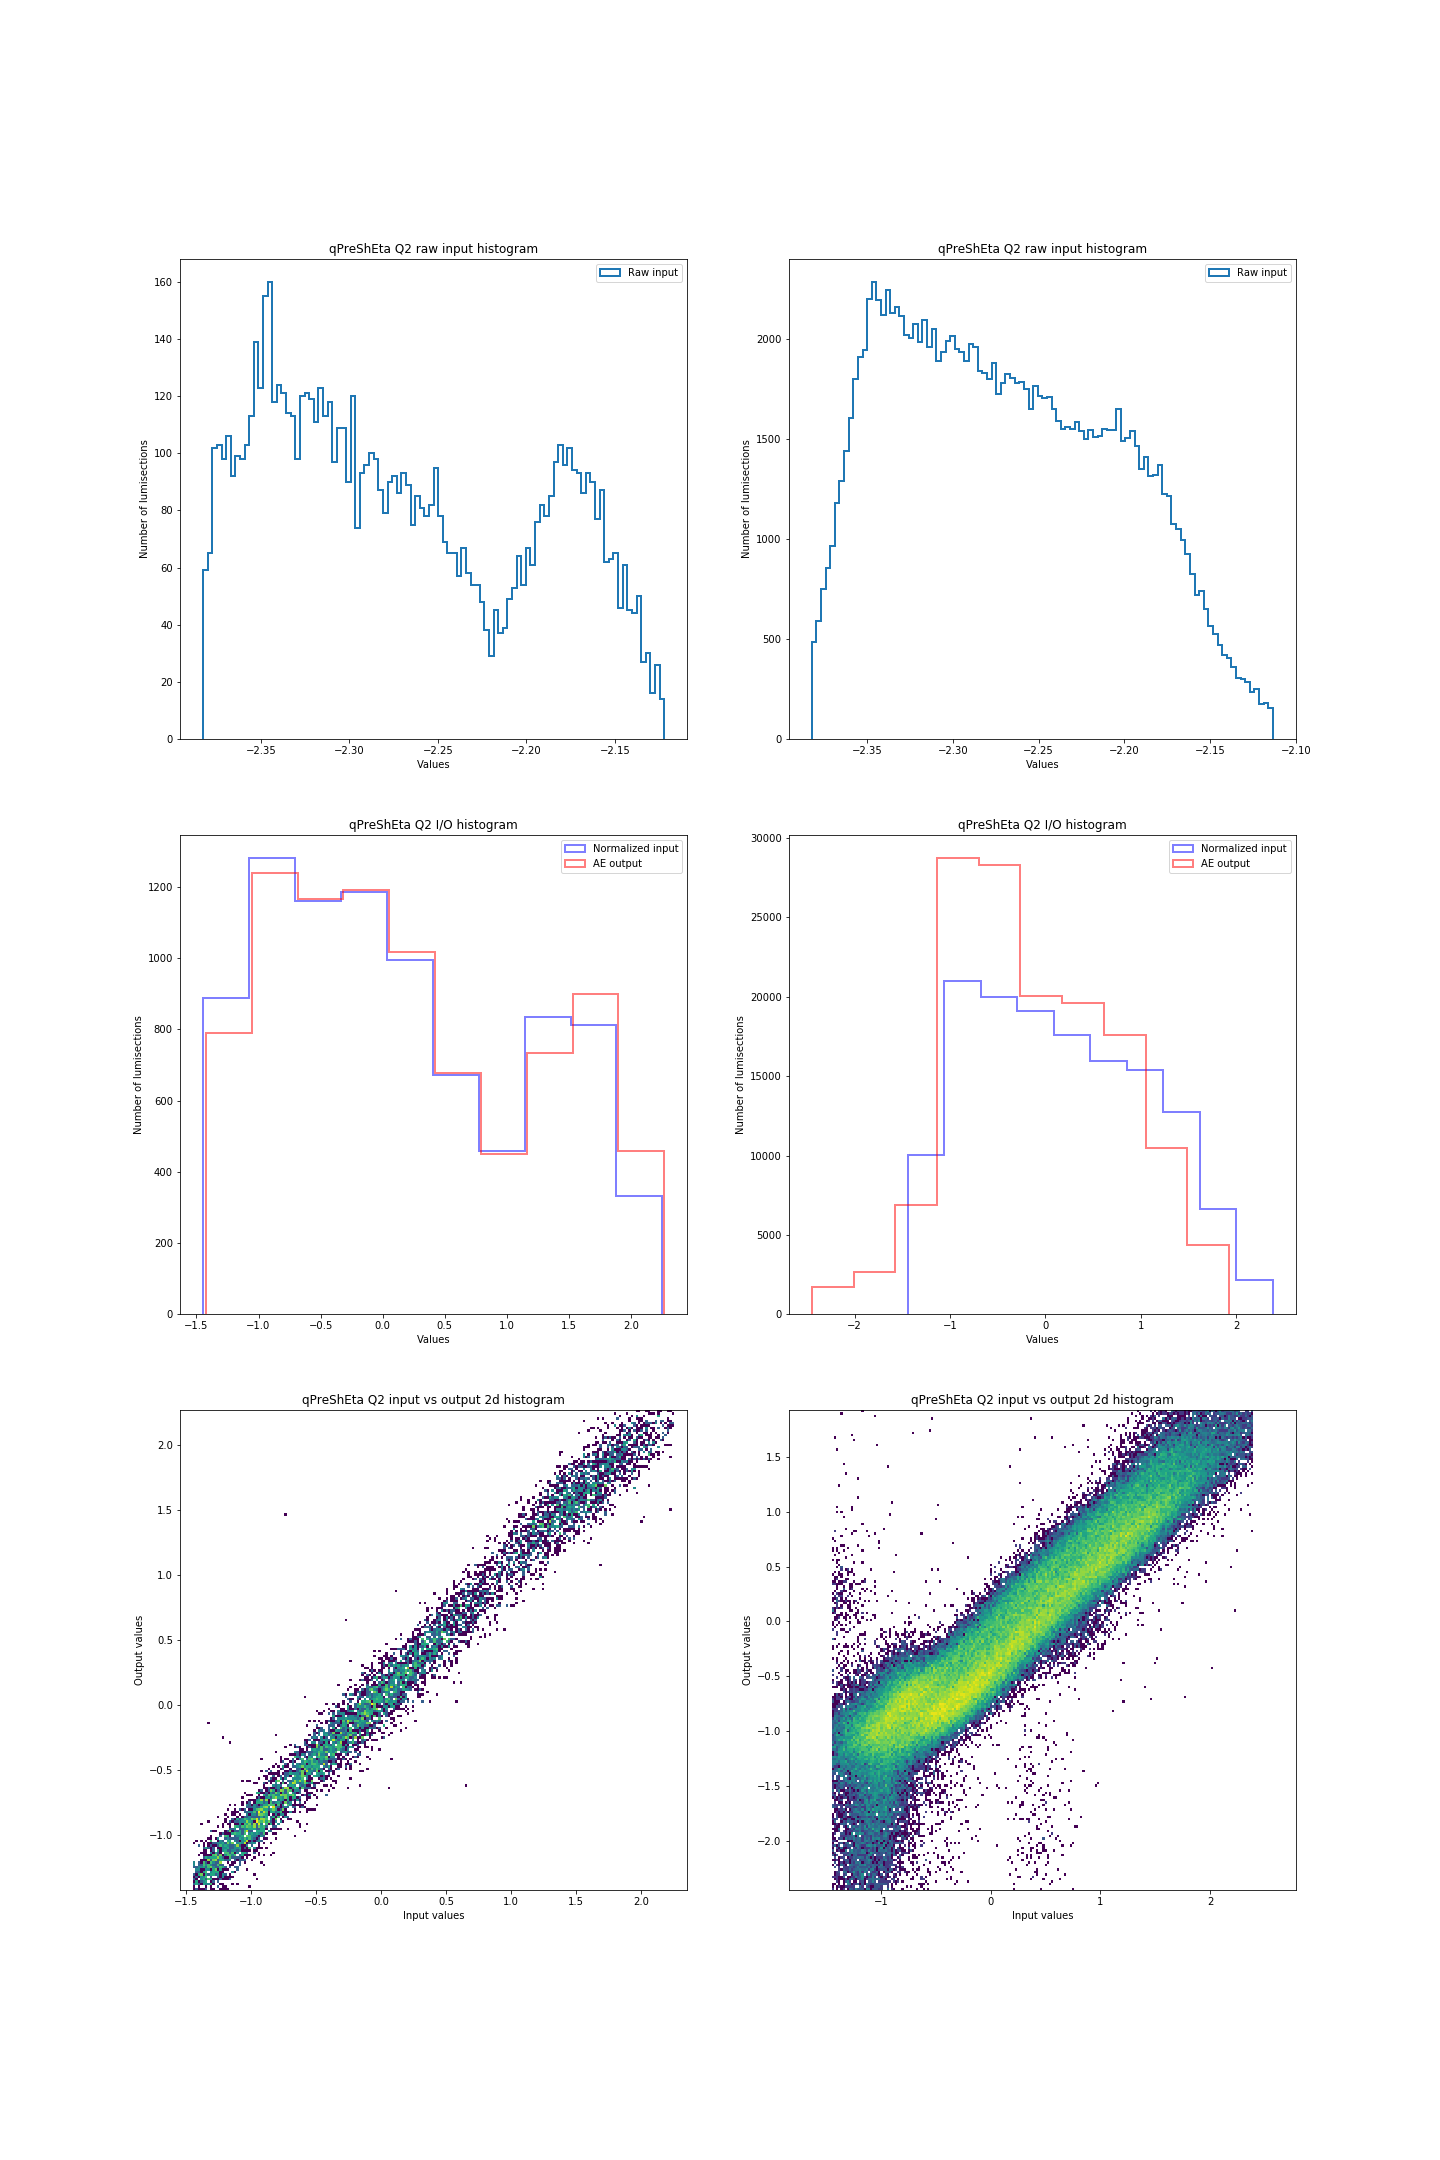 qPreShEta Q2 raw input histogram
Raw input
160
140
120
100
80
60
40
20
0
Number of lumisections
−2.35 −2.30 −2.25 −2.20 −2.15
Values
qPreShEta Q2 raw input histogram
Raw input
2000
1500
1000
500
0
Number of lumisections
−2.35 −2.30 −2.25 −2.20 −2.15 −2.10
Values
qPreShEta Q2 I/O histogram
Normalized input
AE output
1200
1000
800
600
400
200
0
Number of lumisections
−1.5 −1.0 −0.5 0.0 0.5 1.0 1.5 2.0
Values
qPreShEta Q2 I/O histogram
Normalized input
AE output
30000
25000
20000
15000
10000
5000
0
Number of lumisections
−2 −1 0 1 2
Values
qPreShEta Q2 input vs output 2d histogram
2.0
1.5
1.0
0.5
0.0
−0.5
−1.0
Output values
−1.5 −1.0 −0.5 0.0 0.5 1.0 1.5 2.0
Input values
qPreShEta Q2 input vs output 2d histogram
1.5
1.0
0.5
0.0
−0.5
−1.0
−1.5
−2.0
Output values
−1 0 1 2
Input values